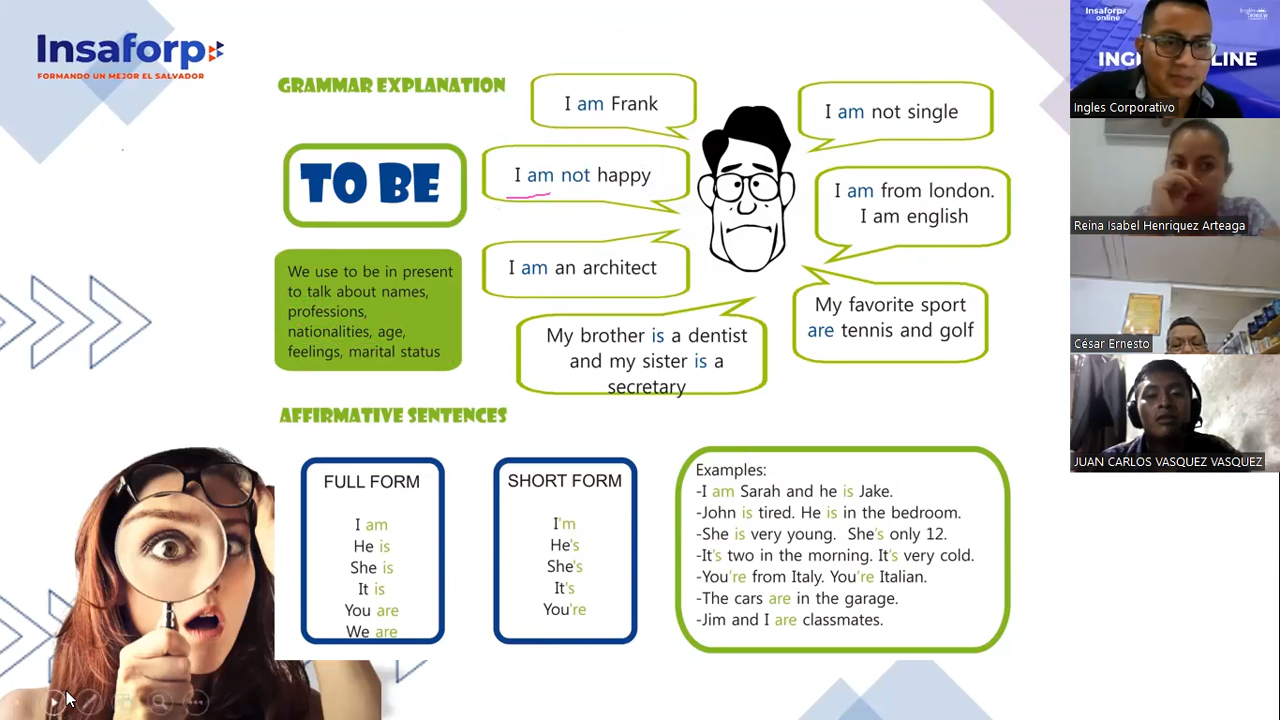 Insaforp
FORMANDO UN MEJOR EL SALVADOR
GRAMMAR EXPLANATION
TO BE
We use to be in present
to talk about names,
professions,
nationalities, age,
feelings, marital status
I am Frank
I am not happy
I am an architect
My brother is a dentist
and my sister is a
secretary
I am not single
I am from london.
I am english
My favorite sport
are tennis and golf
AFFIRMATIVE SENTENCES
FULL FORM
I am
He is
She is
It is
You are
We are
SHORT FORM
I'm
He's
She's
It's
You're
Examples:
-I am Sarah and he is Jake.
-John is tired. He is in the bedroom.
-She is very young. She's only 12.
-It's two in the morning. It's very cold.
-You're from Italy. You're Italian.
-The cars are in the garage.
-Jim and I are classmates.
Insaforp
online
Ingles Corporativo
Reina Isabel Henriquez Arteaga
César Ernesto
JUAN CARLOS VASQUEZ VASQUEZ